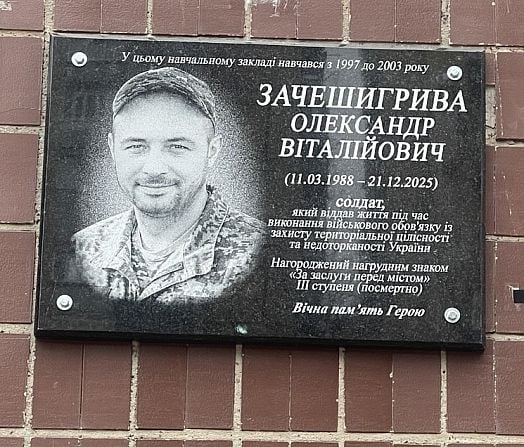 У цьому навчальному закладі навчався з 1997 до 2003 року
ЗАЧЕШИГРИВА
ОЛЕКСАНДР
ВІТАЛІЙОВИЧ
(11.03.1988 – 21.12.2025)
солдат,
який віддав життя під час
виконання військового обов'язку із
захисту територіальної цілісності
та недоторканості України
Нагороджений нагрудним знаком
«За заслуги перед містом»
ІІІ ступеня (посмертно)
Вічна пам'ять Герою